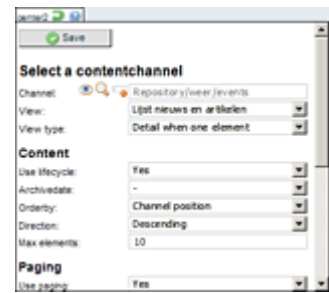 center2
Save
Select a contentchannel
Channel: Repository/weer/events
View: Lijst nieuws en artikelen
View type: Detail when one element
Content
Use lifecycle: Yes
Archivedate: -
Orderby: Channel position
Direction: Descending
Max elements: 10
Paging
Use paging: Yes